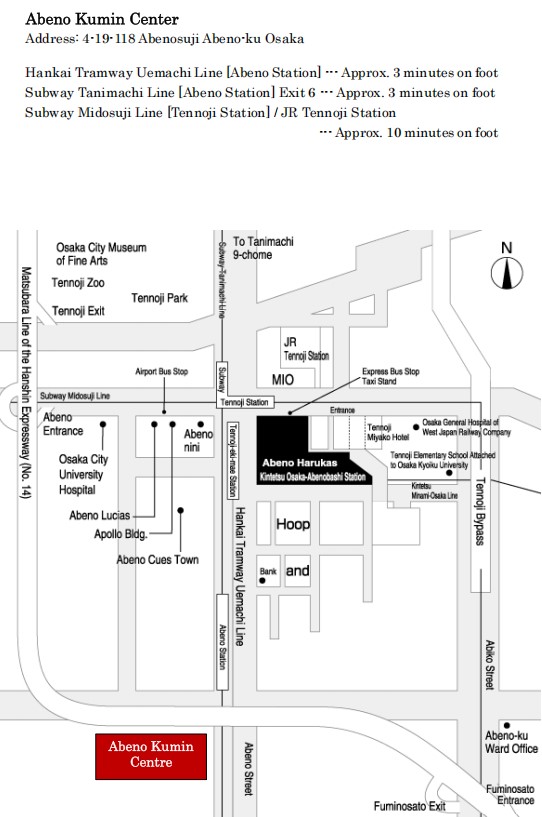 Abeno Kumin Center
Address: 4-19-118 Abenosuji Abeno-ku Osaka
Hankai Tramway Uemachi Line [Abeno Station] ··· Approx. 3 minutes on foot
Subway Tanimachi Line [Abeno Station] Exit 6 ··· Approx. 3 minutes on foot
Subway Midosuji Line [Tennoji Station] / JR Tennoji Station
··· Approx. 10 minutes on foot
Osaka City Museum
of Fine Arts
Tennoji Zoo
Tennoji Exit
Tennoji Park
Matsubara Line of the Hanshin Expressway (No. 14)
Subway Tanimachi Line
To Tanimachi
9-chome
N
JR
Tennoji Station
MIO
Subway
Tennoji Station
Airport Bus Stop
Express Bus Stop
Taxi Stand
Subway Midosuji Line
Entrance
Abeno
Entrance
Osaka City
University
Hospital
Abeno
nini
Tennoji-eki-mae Station
Abeno Harukas
Kintetsu Osaka-Abenobashi Station
Tennoji
Miyako Hotel
Osaka General Hospital of
West Japan Railway Company
Tennoji Elementary School Attached
to Osaka Kyoiku University
Kintetsu
Minami-Osaka Line
Tennoji Bypass
Abeno Lucias
Apollo Bldg.
Abeno Cues Town
Hankai Tramway Uemachi Line
Hoop
Bank
and
Abeno Station
Abiko Street
Abeno Kumin
Centre
Abeno Street
Abeno-ku
Ward Office
Fuminosato
Entrance
Fuminosato Exit